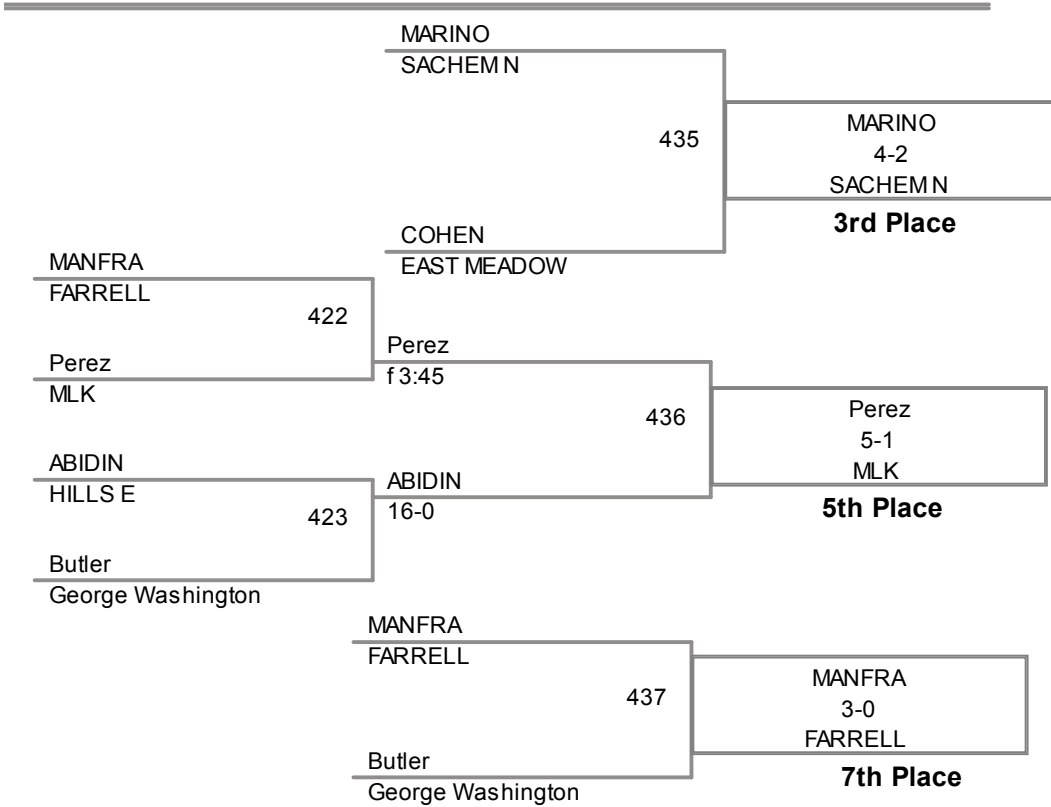 MARINO
SACHEM N
435
MARINO
4-2
SACHEM N
3rd Place
COHEN
EAST MEADOW
MANFRA
FARRELL
422
Perez
MLK
Perez
f 3:45
436
Perez
5-1
MLK
5th Place
ABIDIN
HILLS E
423
ABIDIN
16-0
Butler
George Washington
MANFRA
FARRELL
437
MANFRA
3-0
FARRELL
7th Place
Butler
George Washington